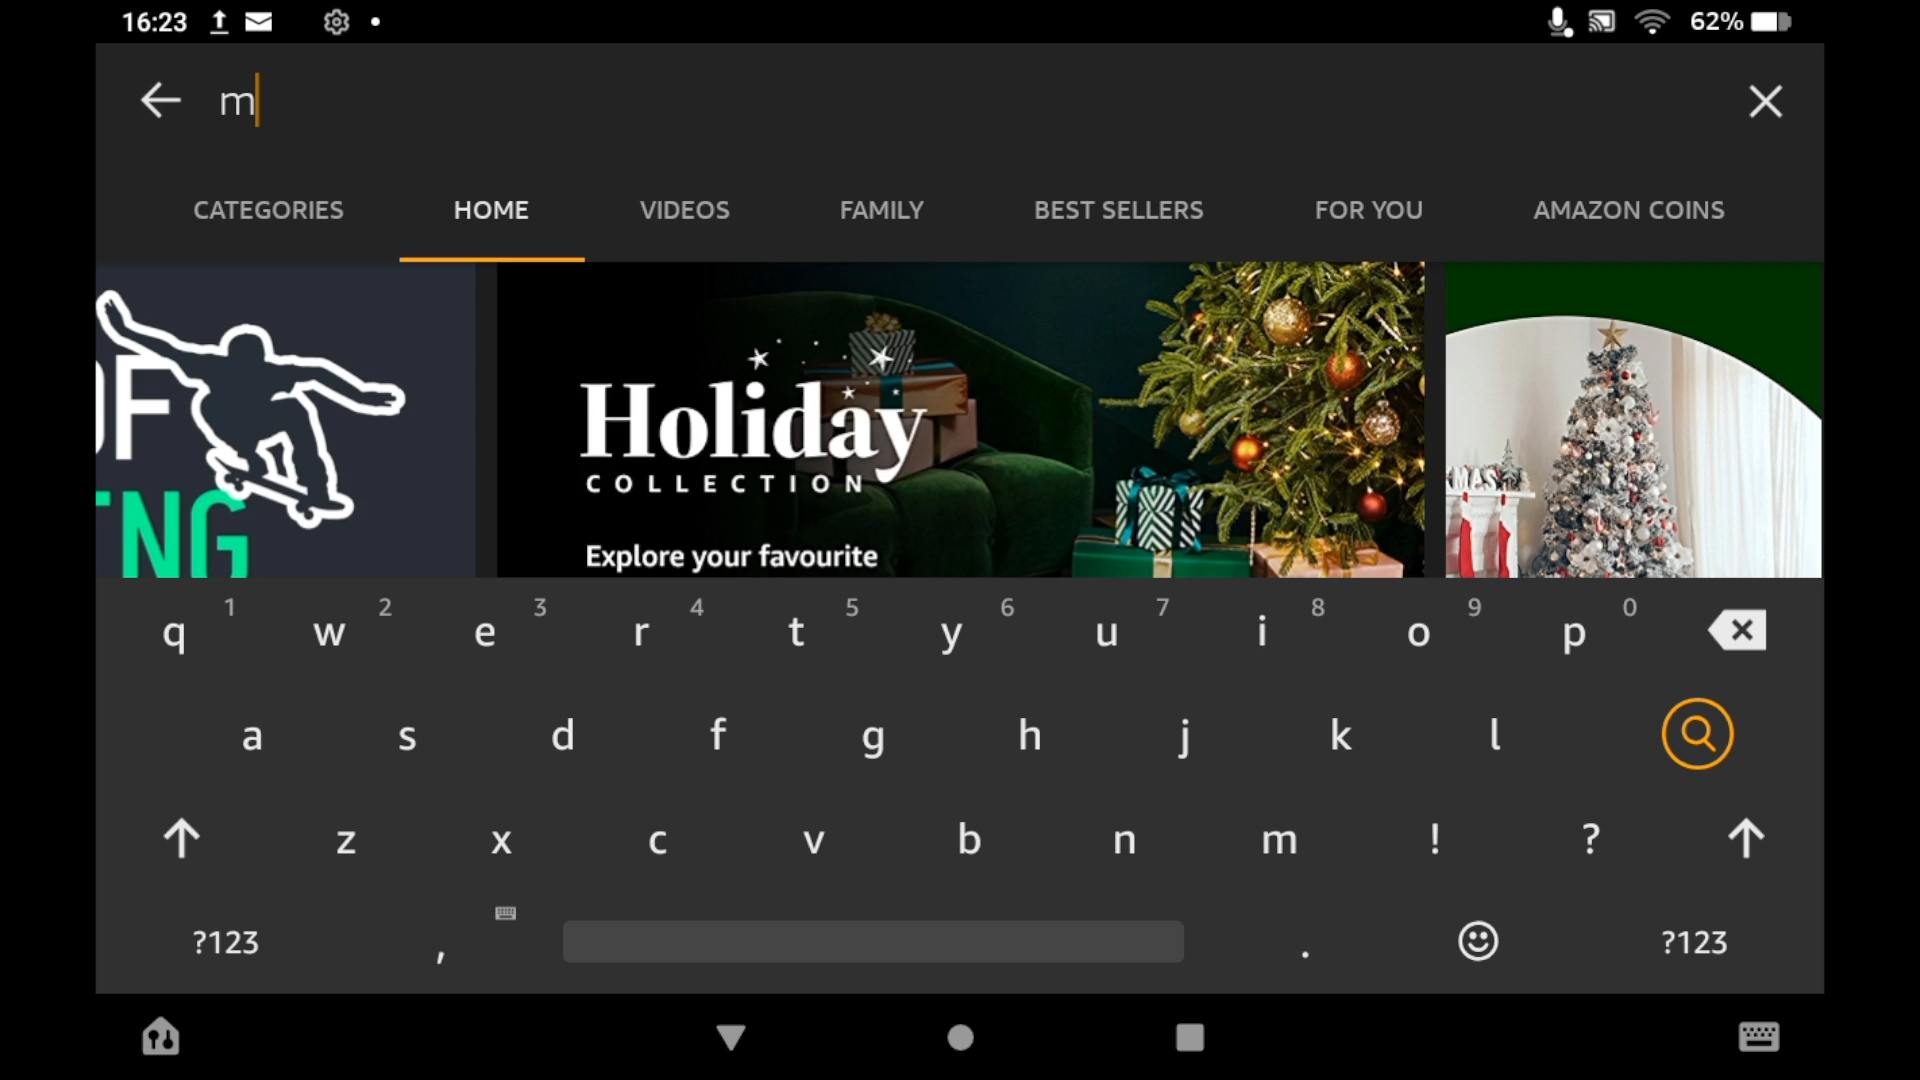 16:23
62%
m
CATEGORIES HOME VIDEOS FAMILY BEST SELLERS FOR YOU AMAZON COINS
OF
Holiday
COLLECTION
Explore your favourite
q 1 w 2 e 3 r 4 t 5 y 6 u 7 i 8 o 9 p 0
a s d f g h j k l
z x c v b n m ! ?
?123 , . ?123